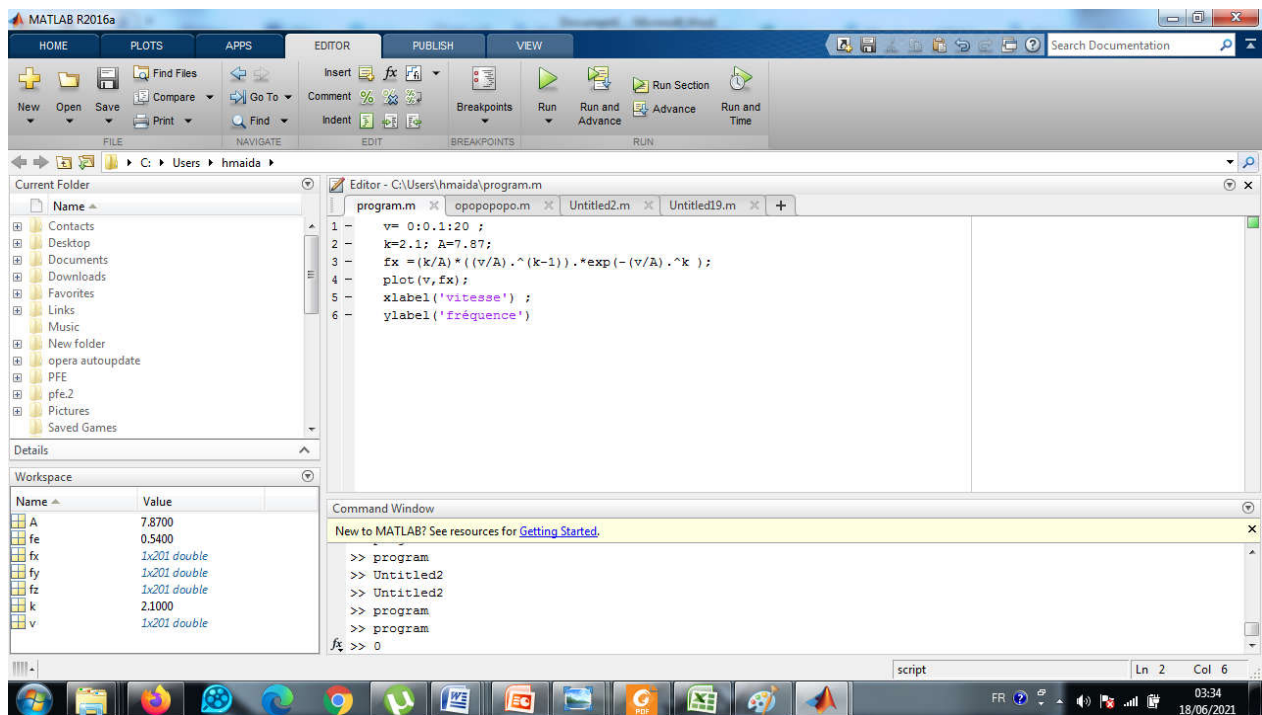 MATLAB R2016a
HOME PLOTS APPS EDITOR PUBLISH VIEW Search Documentation
New Open Save Find Files Compare Print Go To Find Insert fx Comment Indent Breakpoints Run Run and Advance Run Section Advance Run and Time
FILE NAVIGATE EDIT BREAKPOINTS RUN
C: Users hmaida
Current Folder
Name
Contacts
Desktop
Documents
Downloads
Favorites
Links
Music
New folder
opera autoupdate
PFE
pfe.2
Pictures
Saved Games
Details
Workspace
Name Value
A 7.8700
fe 0.5400
fx 1x201 double
fy 1x201 double
fz 1x201 double
k 2.1000
v 1x201 double
Editor - C:\Users\hmaida\program.m
program.m opopopopo.m Untitled2.m Untitled19.m +
1 - v= 0:0.1:20 ;
2 - k=2.1; A=7.87;
3 - fx =(k/A)*((v/A).^(k-1)).*exp(-(v/A).^k );
4 - plot(v,fx);
5 - xlabel('vitesse') ;
6 - ylabel('fréquence')
Command Window
New to MATLAB? See resources for Getting Started.
>> program
>> Untitled2
>> Untitled2
>> program
>> program
fx >> 0
script Ln 2 Col 6
FR 03:34
18/06/2021